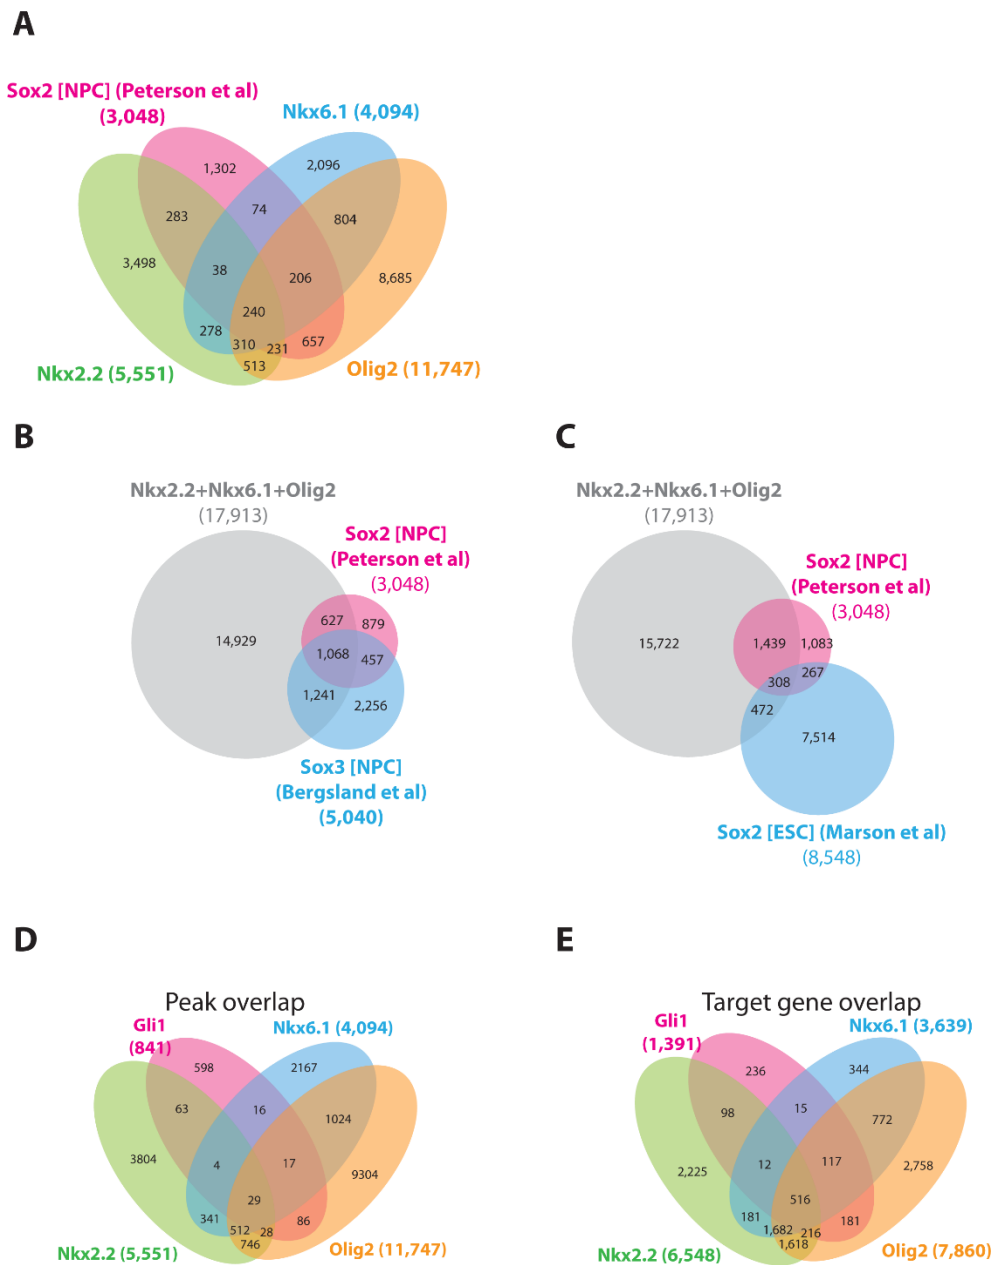 A
Sox2 [NPC] (Peterson et al)
(3,048)
Nkx6.1 (4,094)
1,302
2,096
283
74
804
3,498
38
206
8,685
240
278
310
231
657
513
Nkx2.2 (5,551)
Olig2 (11,747)
B
Nkx2.2+Nkx6.1+Olig2
(17,913)
Sox2 [NPC]
(Peterson et al)
(3,048)
627
879
14,929
1,068
457
1,241
2,256
Sox3 [NPC]
(Bergsland et al)
(5,040)
C
Nkx2.2+Nkx6.1+Olig2
(17,913)
Sox2 [NPC]
(Peterson et al)
(3,048)
15,722
1,439
1,083
308
267
472
7,514
Sox2 [ESC] (Marson et al)
(8,548)
D
Peak overlap
Gli1
(841)
Nkx6.1 (4,094)
598
2167
63
16
1024
3804
4
17
9304
29
341
512
28
86
746
Nkx2.2 (5,551)
Olig2 (11,747)
E
Target gene overlap
Gli1
(1,391)
Nkx6.1 (3,639)
236
344
98
15
772
2,225
12
117
2,758
516
181
1,682
216
181
1,618
Nkx2.2 (6,548)
Olig2 (7,860)